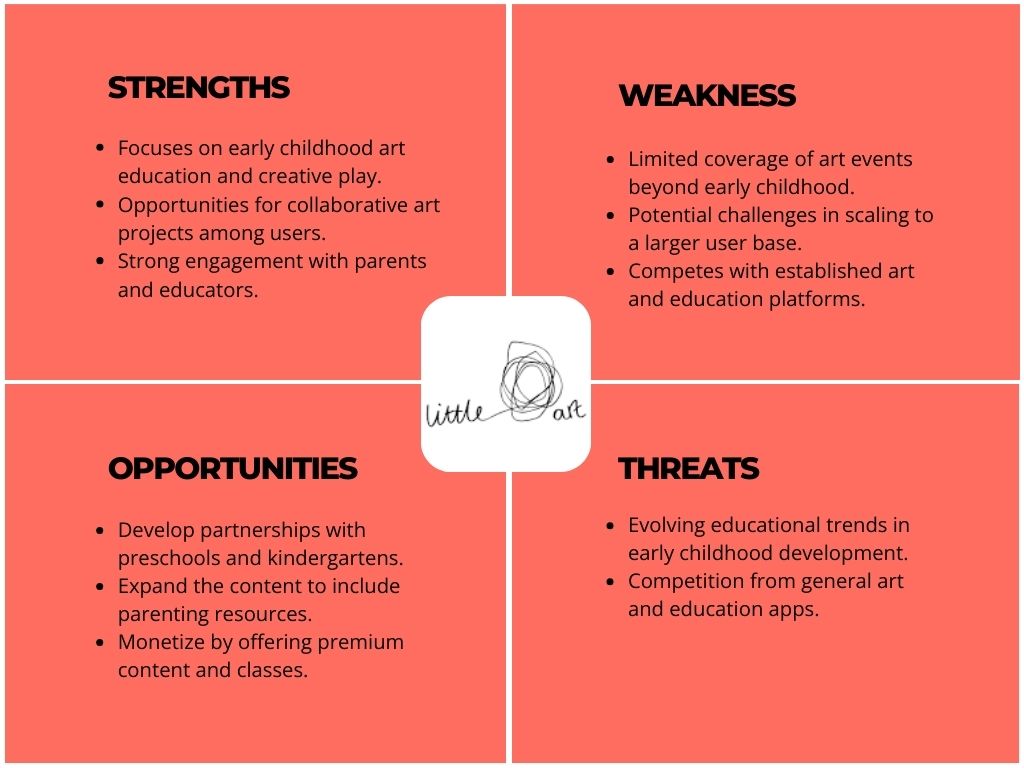 STRENGTHS
• Focuses on early childhood art
education and creative play.
• Opportunities for collaborative art
projects among users.
• Strong engagement with parents
and educators.
WEAKNESS
• Limited coverage of art events
beyond early childhood.
• Potential challenges in scaling to
a larger user base.
• Competes with established art
and education platforms.
little art
OPPORTUNITIES
• Develop partnerships with
preschools and kindergartens.
• Expand the content to include
parenting resources.
• Monetize by offering premium
content and classes.
THREATS
• Evolving educational trends in
early childhood development.
• Competition from general art
and education apps.